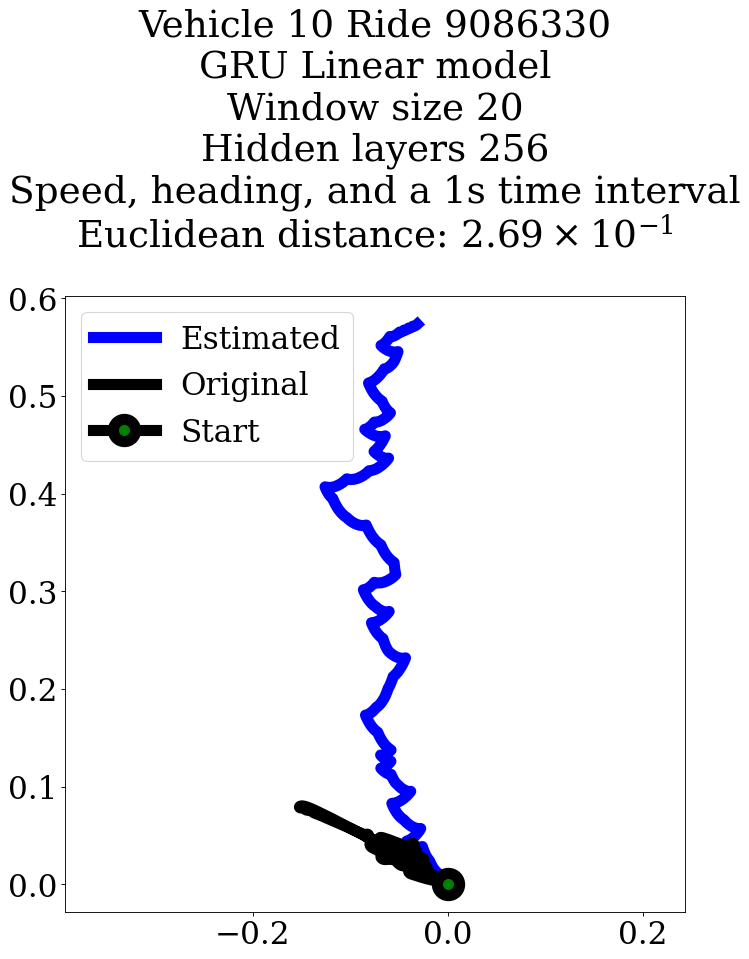 Vehicle 10 Ride 9086330
GRU Linear model
Window size 20
Hidden layers 256
Speed, heading, and a 1s time interval
Euclidean distance: 2.69 × 10⁻¹
0.6
Estimated
Original
Start
0.5
0.4
0.3
0.2
0.1
0.0
−0.2
0.0
0.2